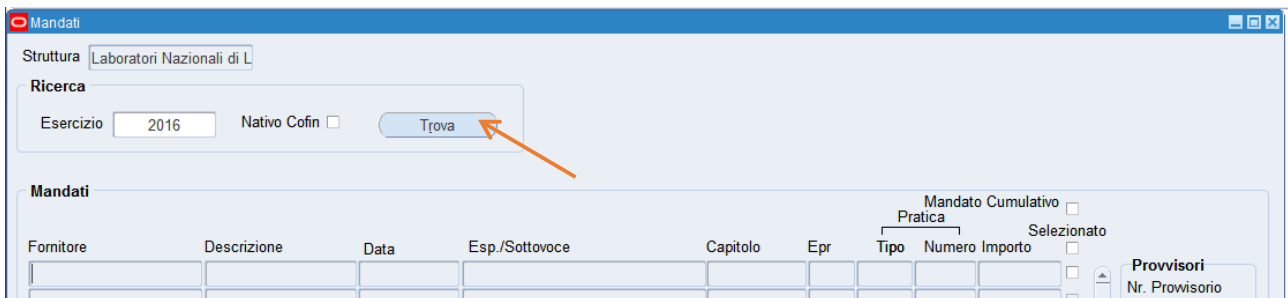 Mandati
Struttura Laboratori Nazionali di L
Ricerca
Esercizio 2016 Nativo Cofin Trova
Mandati
Mandato Cumulativo
Pratica
Selezionato
Fornitore Descrizione Data Esp./Sottovoce Capitolo Epr Tipo Numero Importo
Provvisori
Nr. Provvisorio